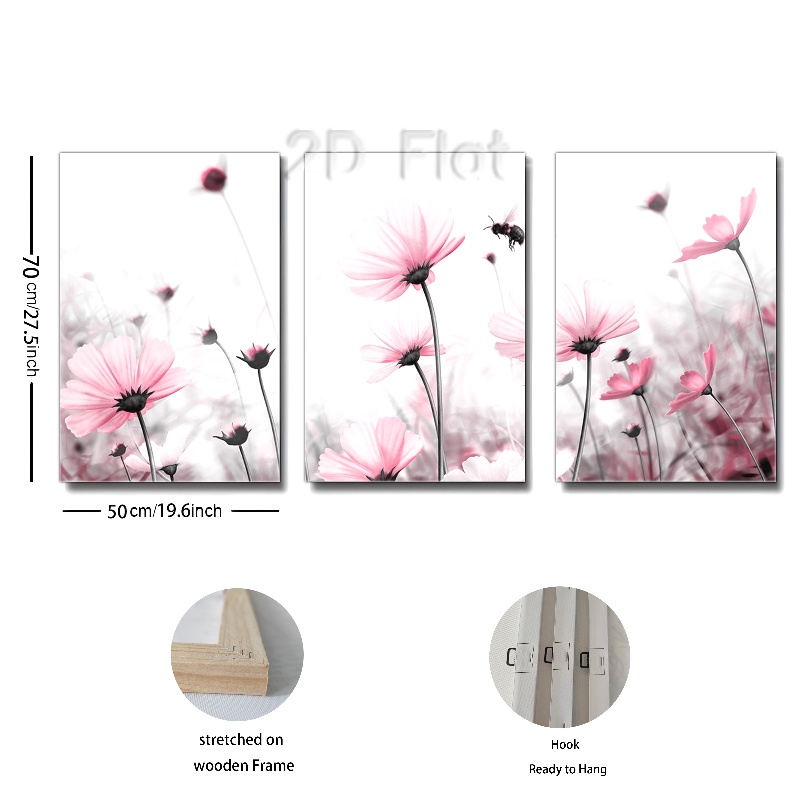 2D Flat
70 cm/27.5inch
50 cm/19.6inch
stretched on
wooden Frame
Hook
Ready to Hang